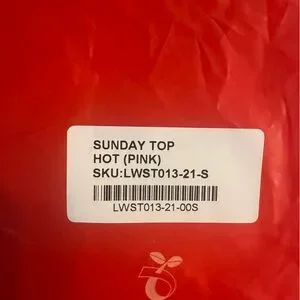 SUNDAY TOP
HOT (PINK)
SKU:LWST013-21-S
LWST013-21-00S